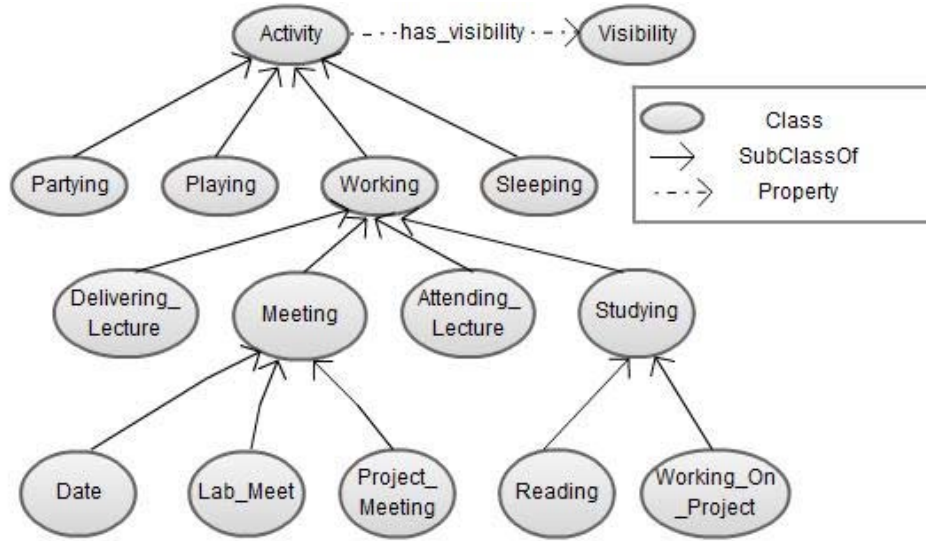 Activity
has_visibility
Visibility
Class
SubClassOf
Property
Partying
Playing
Working
Sleeping
Delivering_
Lecture
Meeting
Attending_
Lecture
Studying
Date
Lab_Meet
Project_
Meeting
Reading
Working_On
_Project